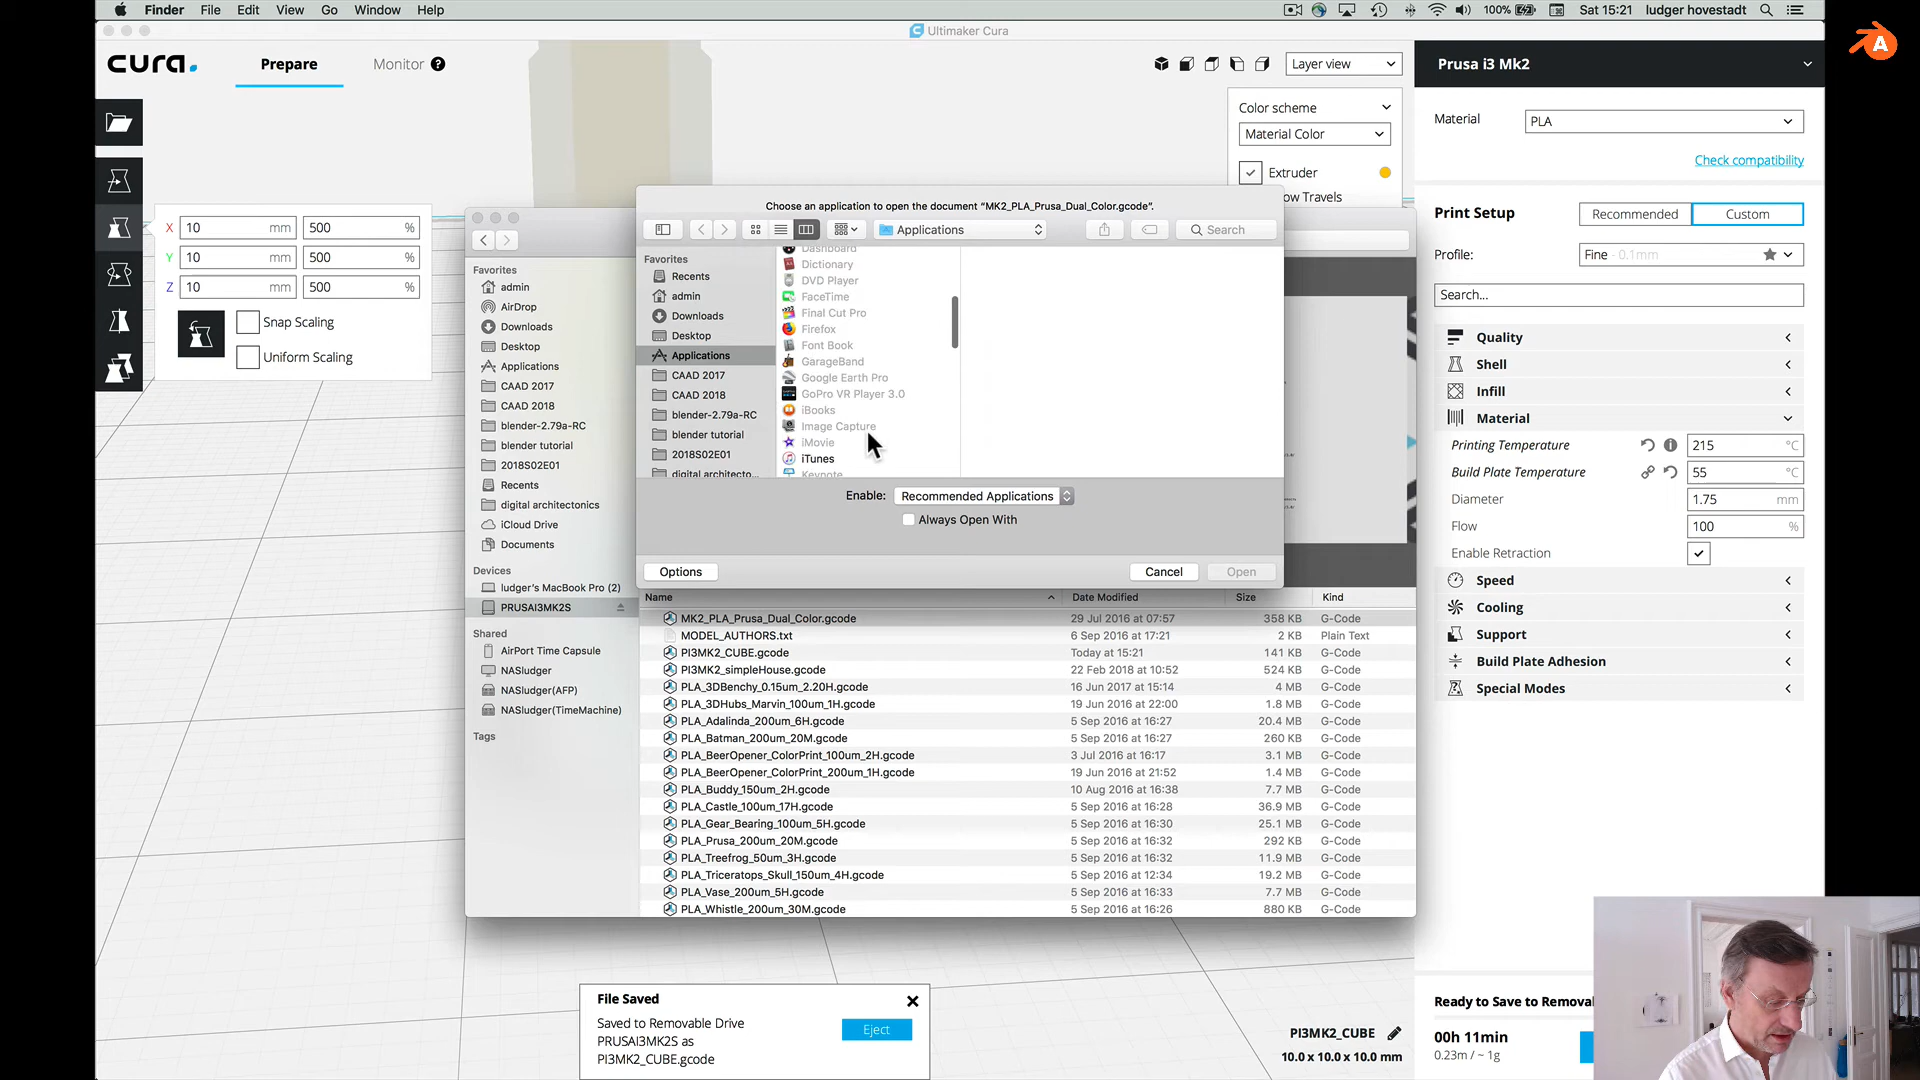 Finder File Edit View Go Window Help
100% Sat 15:21 ludger hovestadt
Ultimaker Cura
cura.
Prepare
Monitor ?
Layer view
Color scheme
Material Color
Extruder
ow Travels
Prusa i3 Mk2
Material
PLA
Check compatibility
Print Setup
Recommended
Custom
Profile:
Fine - 0.1mm
Search...
Quality
Shell
Infill
Material
Printing Temperature
215 °C
Build Plate Temperature
55 °C
Diameter
1.75 mm
Flow
100 %
Enable Retraction
Speed
Cooling
Support
Build Plate Adhesion
Special Modes
X 10 mm 500 %
Y 10 mm 500 %
Z 10 mm 500 %
Snap Scaling
Uniform Scaling
Favorites
admin
AirDrop
Downloads
Desktop
Applications
CAAD 2017
CAAD 2018
blender-2.79a-RC
blender tutorial
2018S02E01
Recents
digital architectonics
iCloud Drive
Documents
Devices
ludger's MacBook Pro (2)
PRUSAI3MK2S
Shared
AirPort Time Capsule
NASludger
NASludger(AFP)
NASludger(TimeMachine)
Tags
Choose an application to open the document “MK2_PLA_Prusa_Dual_Color.gcode”.
Applications
Search
Favorites
Recents
admin
Downloads
Desktop
Applications
CAAD 2017
CAAD 2018
blender-2.79a-RC
blender tutorial
2018S02E01
digital architecto...
Dashboard
Dictionary
DVD Player
FaceTime
Final Cut Pro
Firefox
Font Book
GarageBand
Google Earth Pro
GoPro VR Player 3.0
iBooks
Image Capture
iMovie
iTunes
Keynote
Enable: Recommended Applications
Always Open With
Options
Cancel
Open
Name Date Modified Size Kind
MK2_PLA_Prusa_Dual_Color.gcode 29 Jul 2016 at 07:57 358 KB G-Code
MODEL_AUTHORS.txt 6 Sep 2016 at 17:21 2 KB Plain Text
PI3MK2_CUBE.gcode Today at 15:21 141 KB G-Code
PI3MK2_simpleHouse.gcode 22 Feb 2018 at 10:52 524 KB G-Code
PLA_3DBenchy_0.15um_2.20H.gcode 16 Jun 2017 at 15:14 4 MB G-Code
PLA_3DHubs_Marvin_100um_1H.gcode 19 Jun 2016 at 22:00 1.8 MB G-Code
PLA_Adalinda_200um_6H.gcode 5 Sep 2016 at 16:27 20.4 MB G-Code
PLA_Batman_200um_20M.gcode 5 Sep 2016 at 16:27 260 KB G-Code
PLA_BeerOpener_ColorPrint_100um_2H.gcode 3 Jul 2016 at 16:17 3.1 MB G-Code
PLA_BeerOpener_ColorPrint_200um_1H.gcode 19 Jun 2016 at 21:52 1.4 MB G-Code
PLA_Buddy_150um_2H.gcode 10 Aug 2016 at 16:38 7.7 MB G-Code
PLA_Castle_100um_17H.gcode 5 Sep 2016 at 16:28 36.9 MB G-Code
PLA_Gear_Bearing_100um_5H.gcode 5 Sep 2016 at 16:30 25.1 MB G-Code
PLA_Prusa_200um_20M.gcode 5 Sep 2016 at 16:32 292 KB G-Code
PLA_Treefrog_50um_3H.gcode 5 Sep 2016 at 16:32 11.9 MB G-Code
PLA_Triceratops_Skull_150um_4H.gcode 5 Sep 2016 at 12:34 19.2 MB G-Code
PLA_Vase_200um_5H.gcode 5 Sep 2016 at 16:33 7.7 MB G-Code
PLA_Whistle_200um_30M.gcode 5 Sep 2016 at 16:26 880 KB G-Code
File Saved
Saved to Removable Drive
PRUSAI3MK2S as
PI3MK2_CUBE.gcode
Eject
PI3MK2_CUBE
10.0 x 10.0 x 10.0 mm
Ready to Save to Remova
00h 11min
0.23m / ~ 1g
A